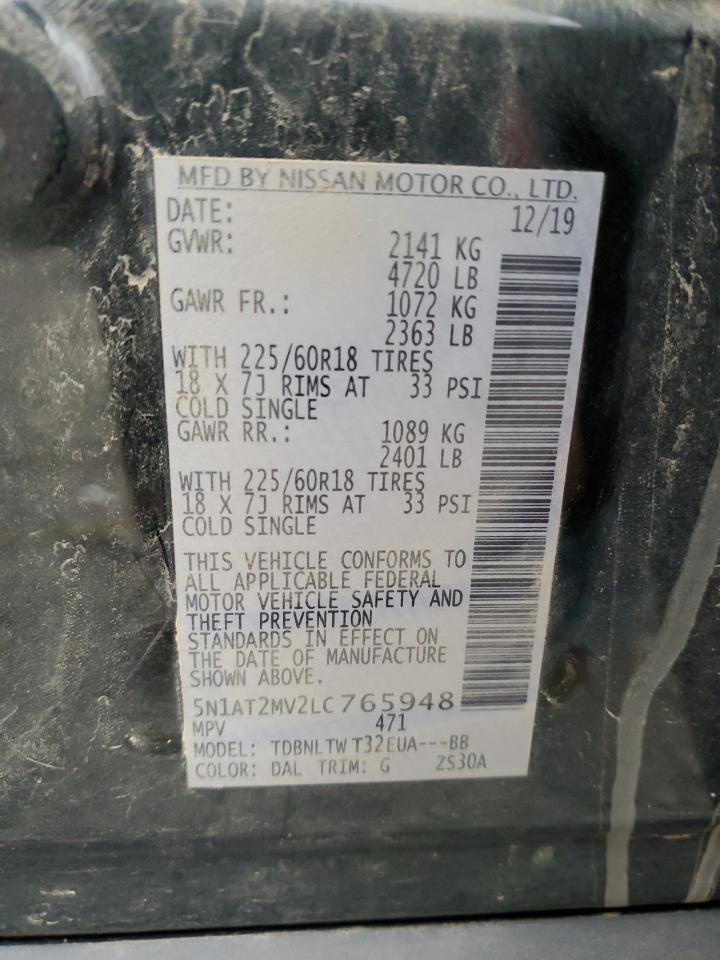 MFD BY NISSAN MOTOR CO., LTD.
DATE: 12/19
GVWR: 2141 KG
4720 LB
GAWR FR.: 1072 KG
2363 LB
WITH 225/60R18 TIRES
18 X 7J RIMS AT 33 PSI
COLD SINGLE
GAWR RR.: 1089 KG
2401 LB
WITH 225/60R18 TIRES
18 X 7J RIMS AT 33 PSI
COLD SINGLE
THIS VEHICLE CONFORMS TO
ALL APPLICABLE FEDERAL
MOTOR VEHICLE SAFETY AND
THEFT PREVENTION
STANDARDS IN EFFECT ON
THE DATE OF MANUFACTURE
SHOWN ABOVE.
5N1AT2MV2LC765948
MPV 471
MODEL: TDBNLTWT32EUA---BB
COLOR: DAL TRIM: G ZS30A